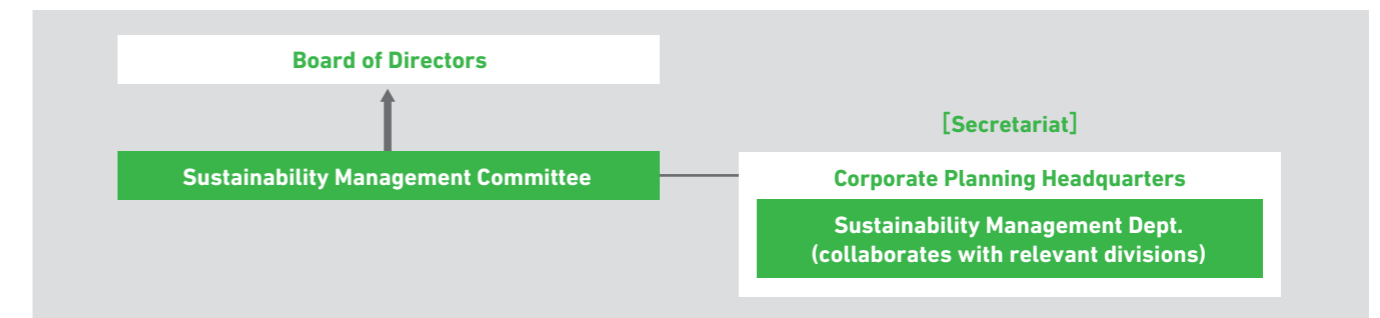 Board of Directors
[Secretariat]
Sustainability Management Committee
Corporate Planning Headquarters
Sustainability Management Dept.
(collaborates with relevant divisions)